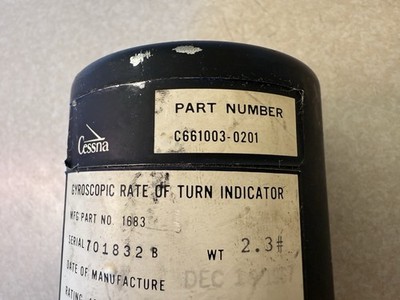 Cessna
PART NUMBER
C661003-0201
GYROSCOPIC RATE OF TURN INDICATOR
MFG PART NO. 1683
SERIAL 701832 B
WT 2.3#
DATE OF MANUFACTURE DEC
RATING